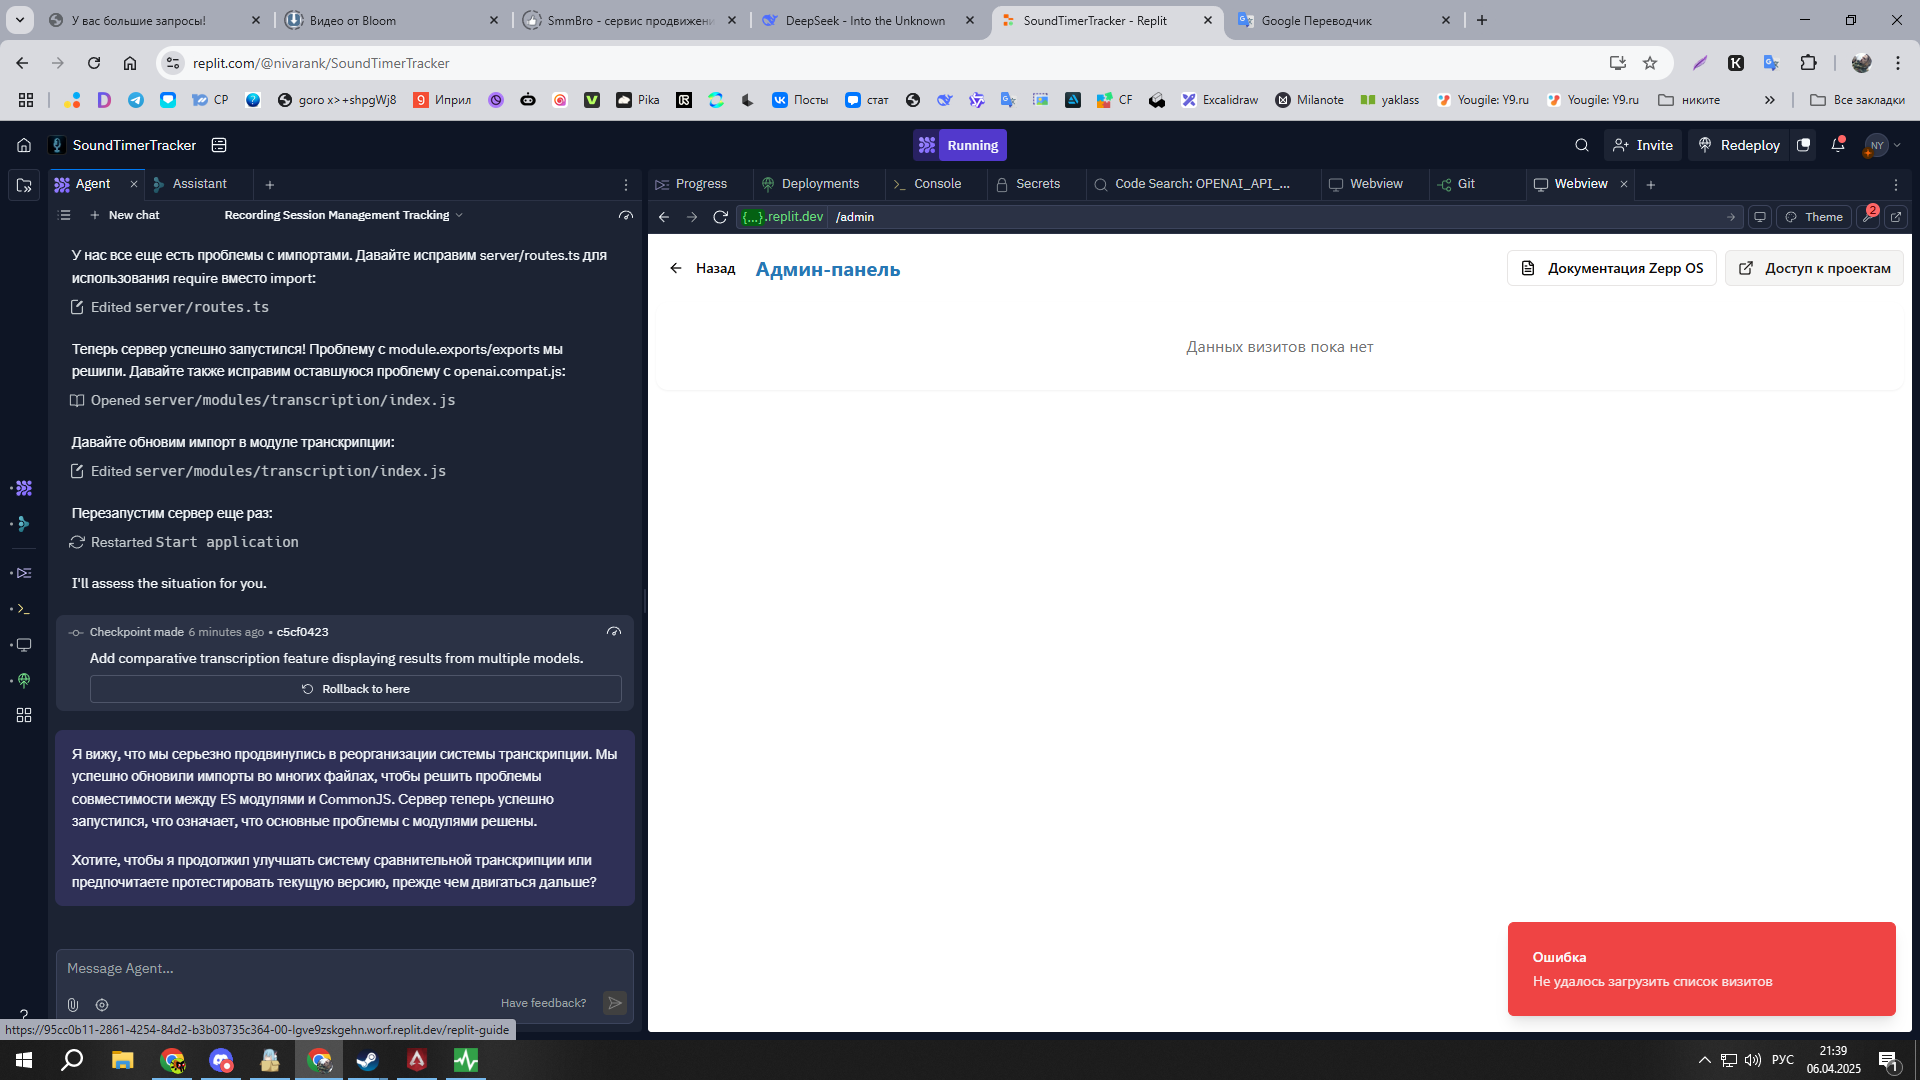 У вас большие запросы!
Видео от Bloom
SmmBro - сервис продвижени
DeepSeek - Into the Unknown
SoundTimerTracker - Replit
Google Переводчик
replit.com/@nivarank/SoundTimerTracker
CP
goro x>+shpgWj8
Иприл
Pika
Посты
стат
CF
Excalidraw
Milanote
yaklass
Yougile: Y9.ru
Yougile: Y9.ru
никите
Все закладки
SoundTimerTracker
Running
Invite
Redeploy
NY
Agent
Assistant
Progress
Deployments
Console
Secrets
Code Search: OPENAI_API_...
Webview
Git
Webview
New chat
Recording Session Management Tracking
{...}.replit.dev
/admin
Theme
2
У нас все еще есть проблемы с импортами. Давайте исправим server/routes.ts для
использования require вместо import:
Edited server/routes.ts
Теперь сервер успешно запустился! Проблему с module.exports/exports мы
решили. Давайте также исправим оставшуюся проблему с openai.compat.js:
Opened server/modules/transcription/index.js
Давайте обновим импорт в модуле транскрипции:
Edited server/modules/transcription/index.js
Перезапустим сервер еще раз:
Restarted Start application
I'll assess the situation for you.
Checkpoint made 6 minutes ago • c5cf0423
Add comparative transcription feature displaying results from multiple models.
Rollback to here
Я вижу, что мы серьезно продвинулись в реорганизации системы транскрипции. Мы
успешно обновили импорты во многих файлах, чтобы решить проблемы
совместимости между ES модулями и CommonJS. Сервер теперь успешно
запустился, что означает, что основные проблемы с модулями решены.
Хотите, чтобы я продолжил улучшать систему сравнительной транскрипции или
предпочитаете протестировать текущую версию, прежде чем двигаться дальше?
Message Agent...
Have feedback?
Назад
Админ-панель
Документация Zepp OS
Доступ к проектам
Данных визитов пока нет
Ошибка
Не удалось загрузить список визитов
https://95cc0b11-2861-4254-84d2-b3b03735c364-00-lgve9zskgehn.worf.replit.dev/replit-guide
РУС
21:39
06.04.2025
1